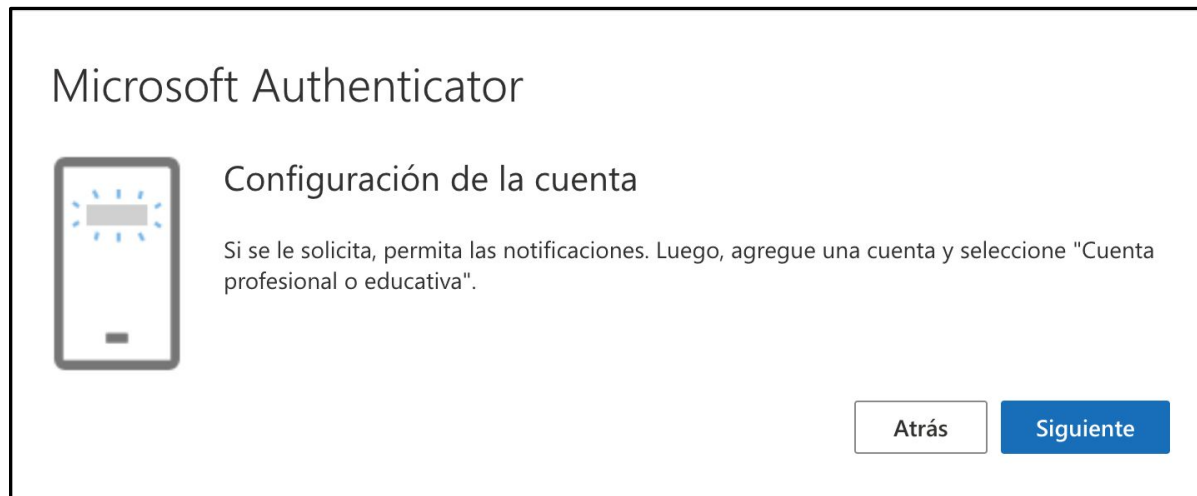 Microsoft Authenticator
Configuración de la cuenta
Si se le solicita, permita las notificaciones. Luego, agregue una cuenta y seleccione "Cuenta
profesional o educativa".
Atrás
Siguiente